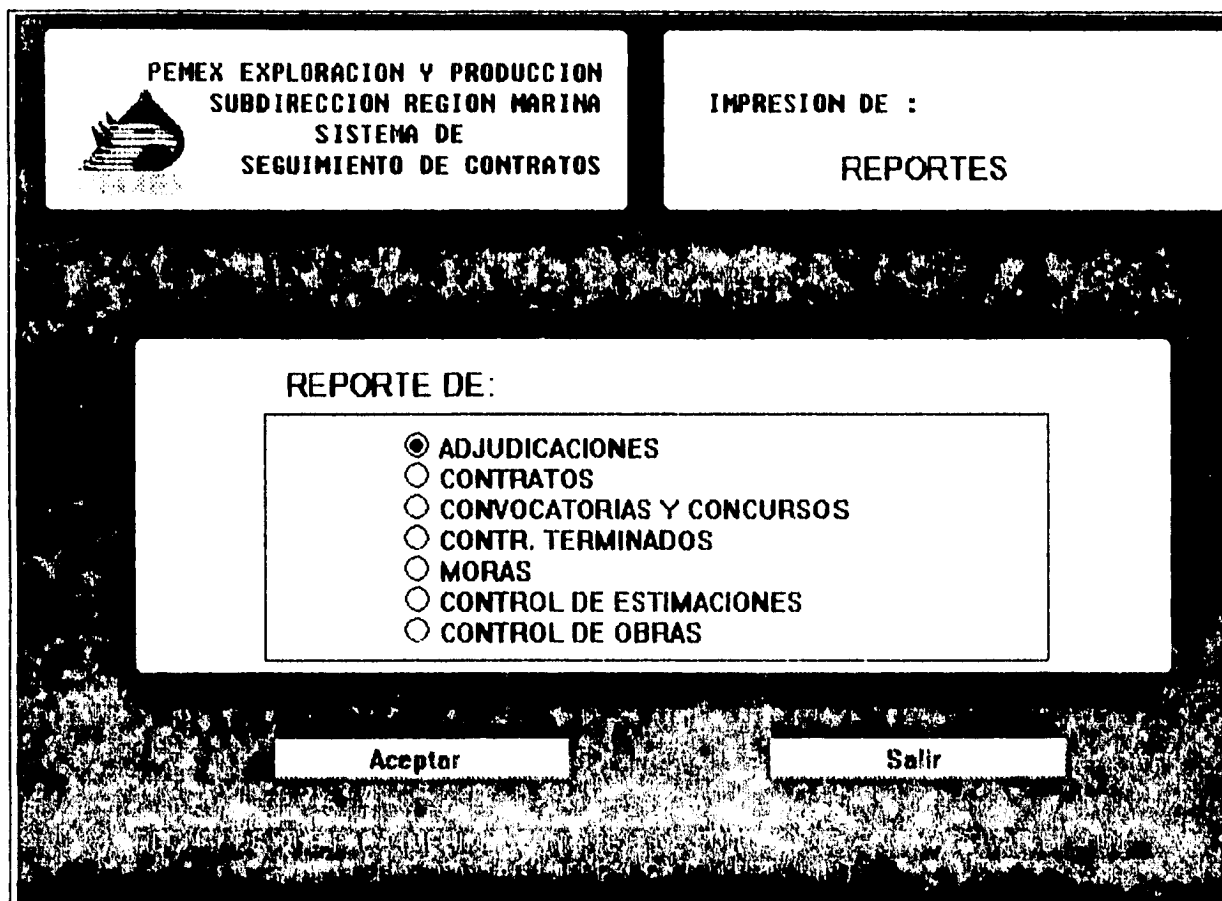 PEMEX EXPLORACION Y PRODUCCION
SUBDIRECCION REGION MARINA
SISTEMA DE
SEGUIMIENTO DE CONTRATOS
IMPRESION DE :
REPORTES
REPORTE DE:
ADJUDICACIONES
CONTRATOS
CONVOCATORIAS Y CONCURSOS
CONTR. TERMINADOS
MORAS
CONTROL DE ESTIMACIONES
CONTROL DE OBRAS
Aceptar
Salir